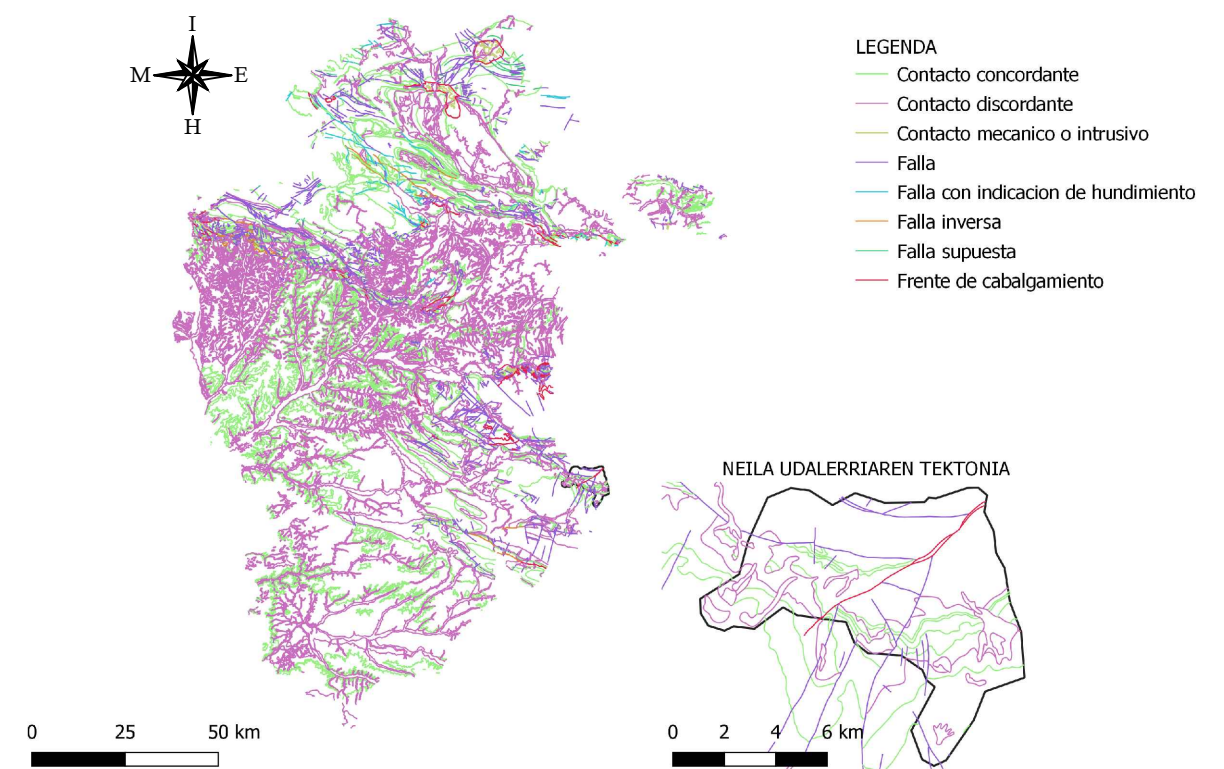 I
M E
H
LEGENDA
Contacto concordante
Contacto discordante
Contacto mecanico o intrusivo
Falla
Falla con indicacion de hundimiento
Falla inversa
Falla supuesta
Frente de cabalgamiento
NEILA UDALERRIAREN TEKTONIA
0 25 50 km
0 2 4 6 km